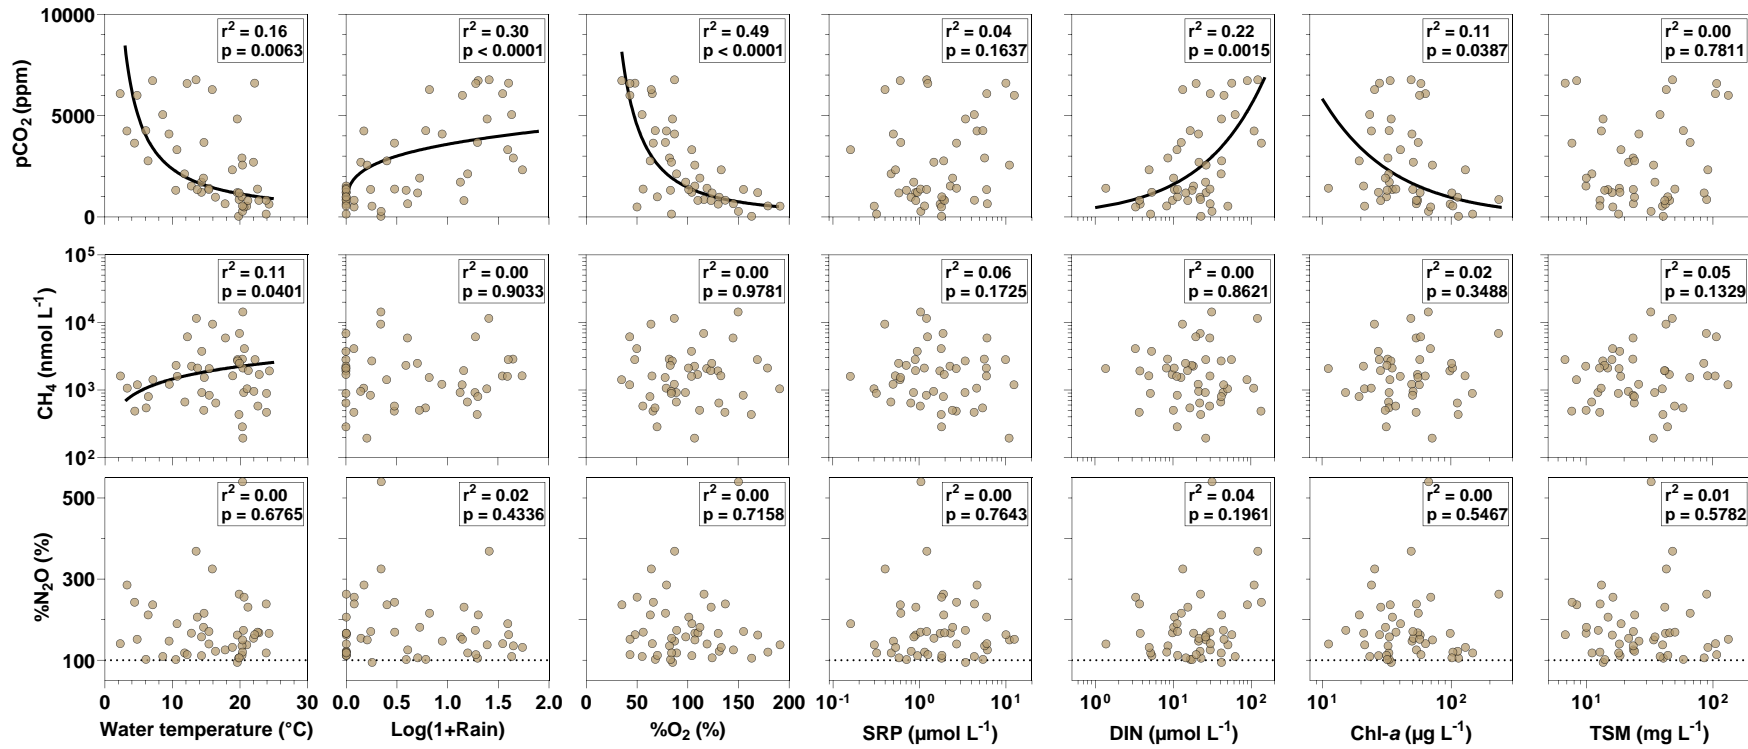 10000
5000
0
pCO₂ (ppm)
r² = 0.16
p = 0.0063
r² = 0.30
p < 0.0001
r² = 0.49
p < 0.0001
r² = 0.04
p = 0.1637
r² = 0.22
p = 0.0015
r² = 0.11
p = 0.0387
r² = 0.00
p = 0.7811
10⁵
10⁴
10³
10²
CH₄ (nmol L⁻¹)
r² = 0.11
p = 0.0401
r² = 0.00
p = 0.9033
r² = 0.00
p = 0.9781
r² = 0.06
p = 0.1725
r² = 0.00
p = 0.8621
r² = 0.02
p = 0.3488
r² = 0.05
p = 0.1329
500
300
100
%N₂O (%)
r² = 0.00
p = 0.6765
r² = 0.02
p = 0.4336
r² = 0.00
p = 0.7158
r² = 0.00
p = 0.7643
r² = 0.04
p = 0.1961
r² = 0.00
p = 0.5467
r² = 0.01
p = 0.5782
0 10 20 30
Water temperature (°C)
0.0 0.5 1.0 1.5 2.0
Log(1+Rain)
0 50 100 150 200
%O₂ (%)
10⁻¹ 10⁰ 10¹
SRP (µmol L⁻¹)
10⁰ 10¹ 10²
DIN (µmol L⁻¹)
10¹ 10²
Chl-a (µg L⁻¹)
10¹ 10²
TSM (mg L⁻¹)